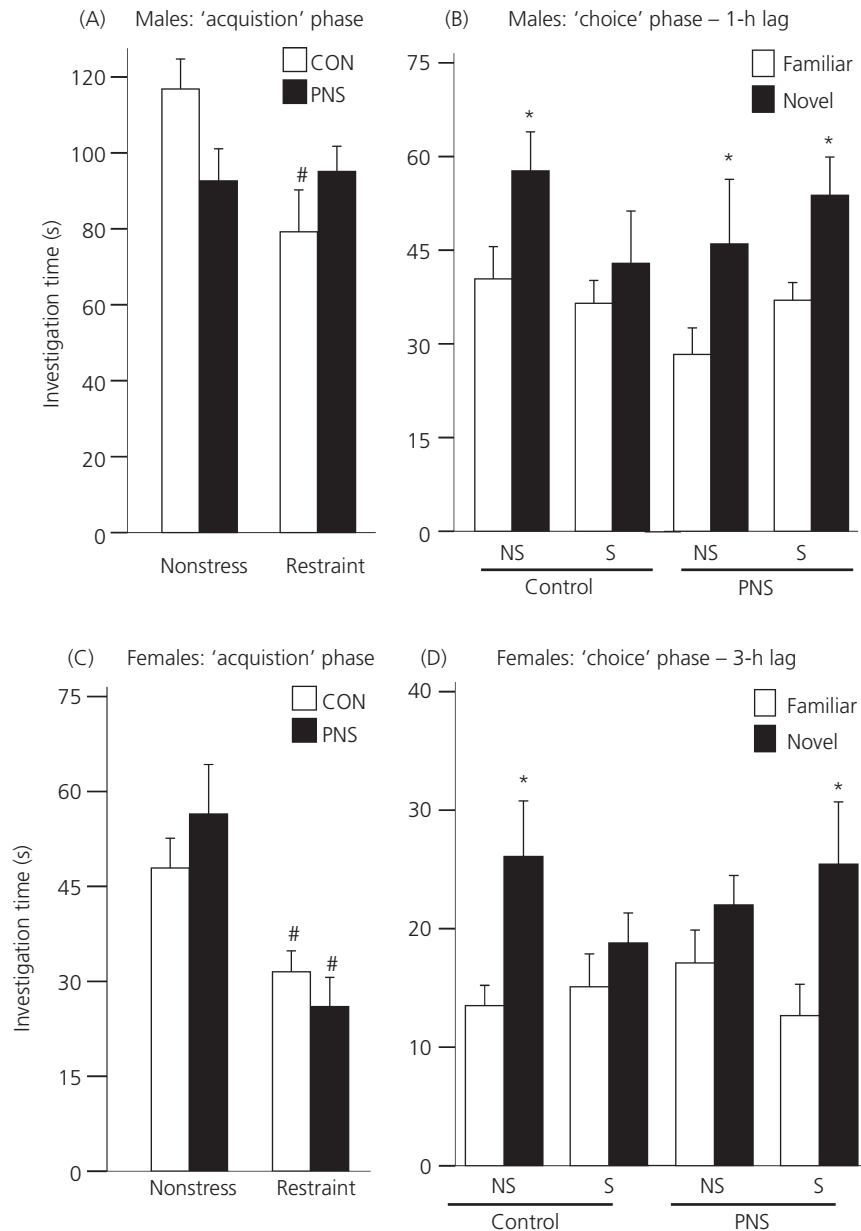 (A) Males: 'acquistion' phase
CON
PNS
Investigation time (s)
120
100
80
60
40
20
0
#
Nonstress Restraint
(B) Males: 'choice' phase – 1-h lag
Familiar
Novel
75
60
45
30
15
0
* * *
NS S NS S
Control PNS
(C) Females: 'acquistion' phase
CON
PNS
Investigation time (s)
75
60
45
30
15
0
# #
Nonstress Restraint
(D) Females: 'choice' phase – 3-h lag
Familiar
Novel
40
30
20
10
0
* *
NS S NS S
Control PNS